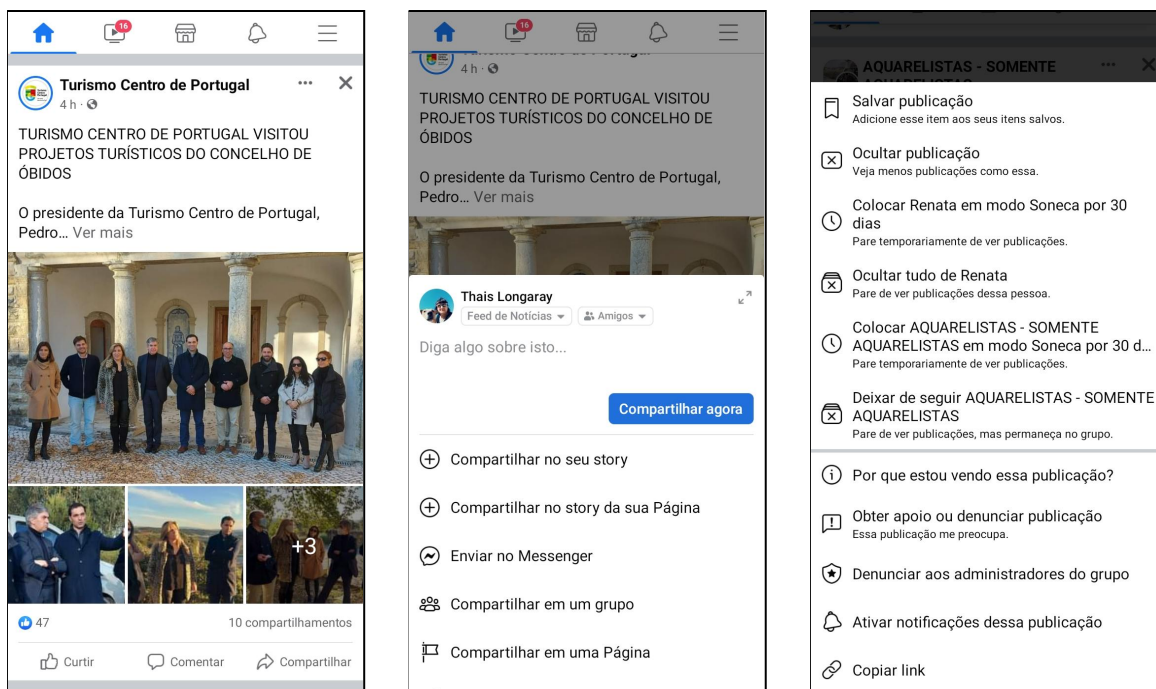 16
Turismo Centro de Portugal
4 h
TURISMO CENTRO DE PORTUGAL VISITOU
PROJETOS TURÍSTICOS DO CONCELHO DE
ÓBIDOS
O presidente da Turismo Centro de Portugal,
Pedro... Ver mais
+3
47
10 compartilhamentos
Curtir
Comentar
Compartilhar
16
4 h
TURISMO CENTRO DE PORTUGAL VISITOU
PROJETOS TURÍSTICOS DO CONCELHO DE
ÓBIDOS
O presidente da Turismo Centro de Portugal,
Pedro... Ver mais
Thais Longaray
Feed de Notícias
Amigos
Diga algo sobre isto...
Compartilhar agora
Compartilhar no seu story
Compartilhar no story da sua Página
Enviar no Messenger
Compartilhar em um grupo
Compartilhar em uma Página
AQUARELISTAS - SOMENTE
Salvar publicação
Adicione esse item aos seus itens salvos.
Ocultar publicação
Veja menos publicações como essa.
Colocar Renata em modo Soneca por 30
dias
Pare temporariamente de ver publicações.
Ocultar tudo de Renata
Pare de ver publicações dessa pessoa.
Colocar AQUARELISTAS - SOMENTE
AQUARELISTAS em modo Soneca por 30 d...
Pare temporariamente de ver publicações.
Deixar de seguir AQUARELISTAS - SOMENTE
AQUARELISTAS
Pare de ver publicações, mas permaneça no grupo.
Por que estou vendo essa publicação?
Obter apoio ou denunciar publicação
Essa publicação me preocupa.
Denunciar aos administradores do grupo
Ativar notificações dessa publicação
Copiar link